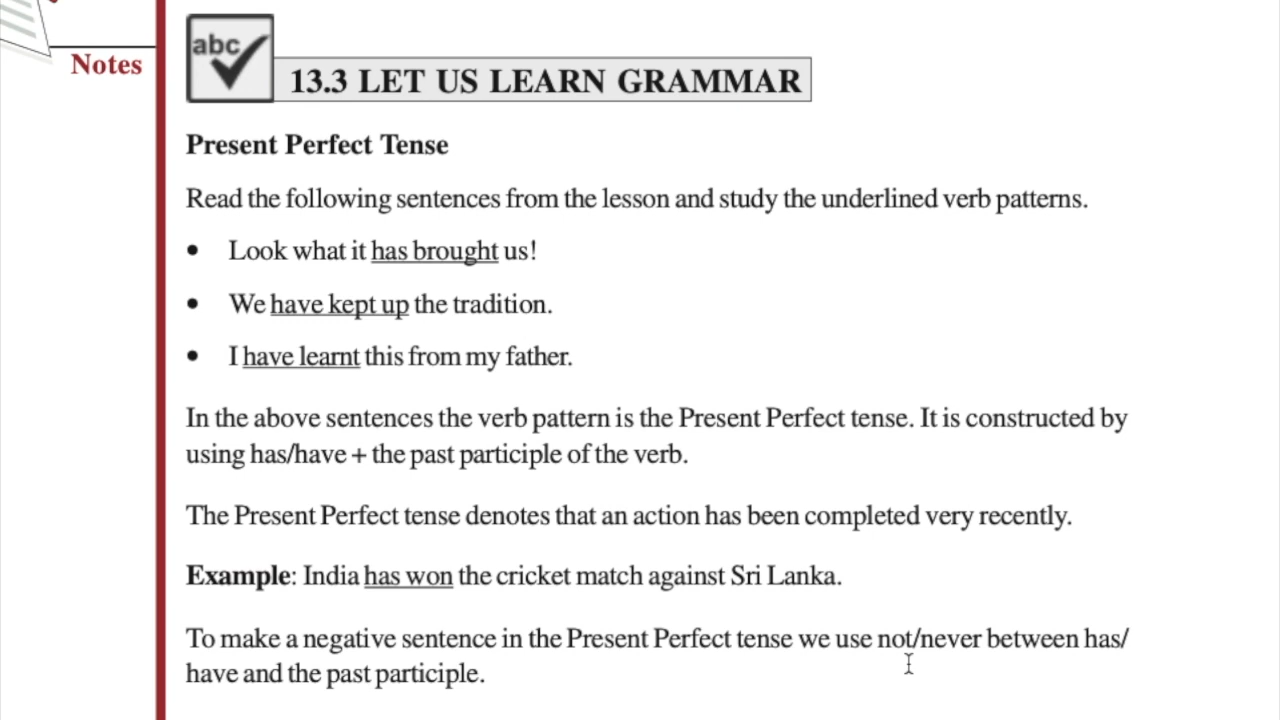 Notes
abc
13.3 LET US LEARN GRAMMAR
Present Perfect Tense
Read the following sentences from the lesson and study the underlined verb patterns.
• Look what it has brought us!
• We have kept up the tradition.
• I have learnt this from my father.
In the above sentences the verb pattern is the Present Perfect tense. It is constructed by
using has/have + the past participle of the verb.
The Present Perfect tense denotes that an action has been completed very recently.
Example: India has won the cricket match against Sri Lanka.
To make a negative sentence in the Present Perfect tense we use not/never between has/
have and the past participle.